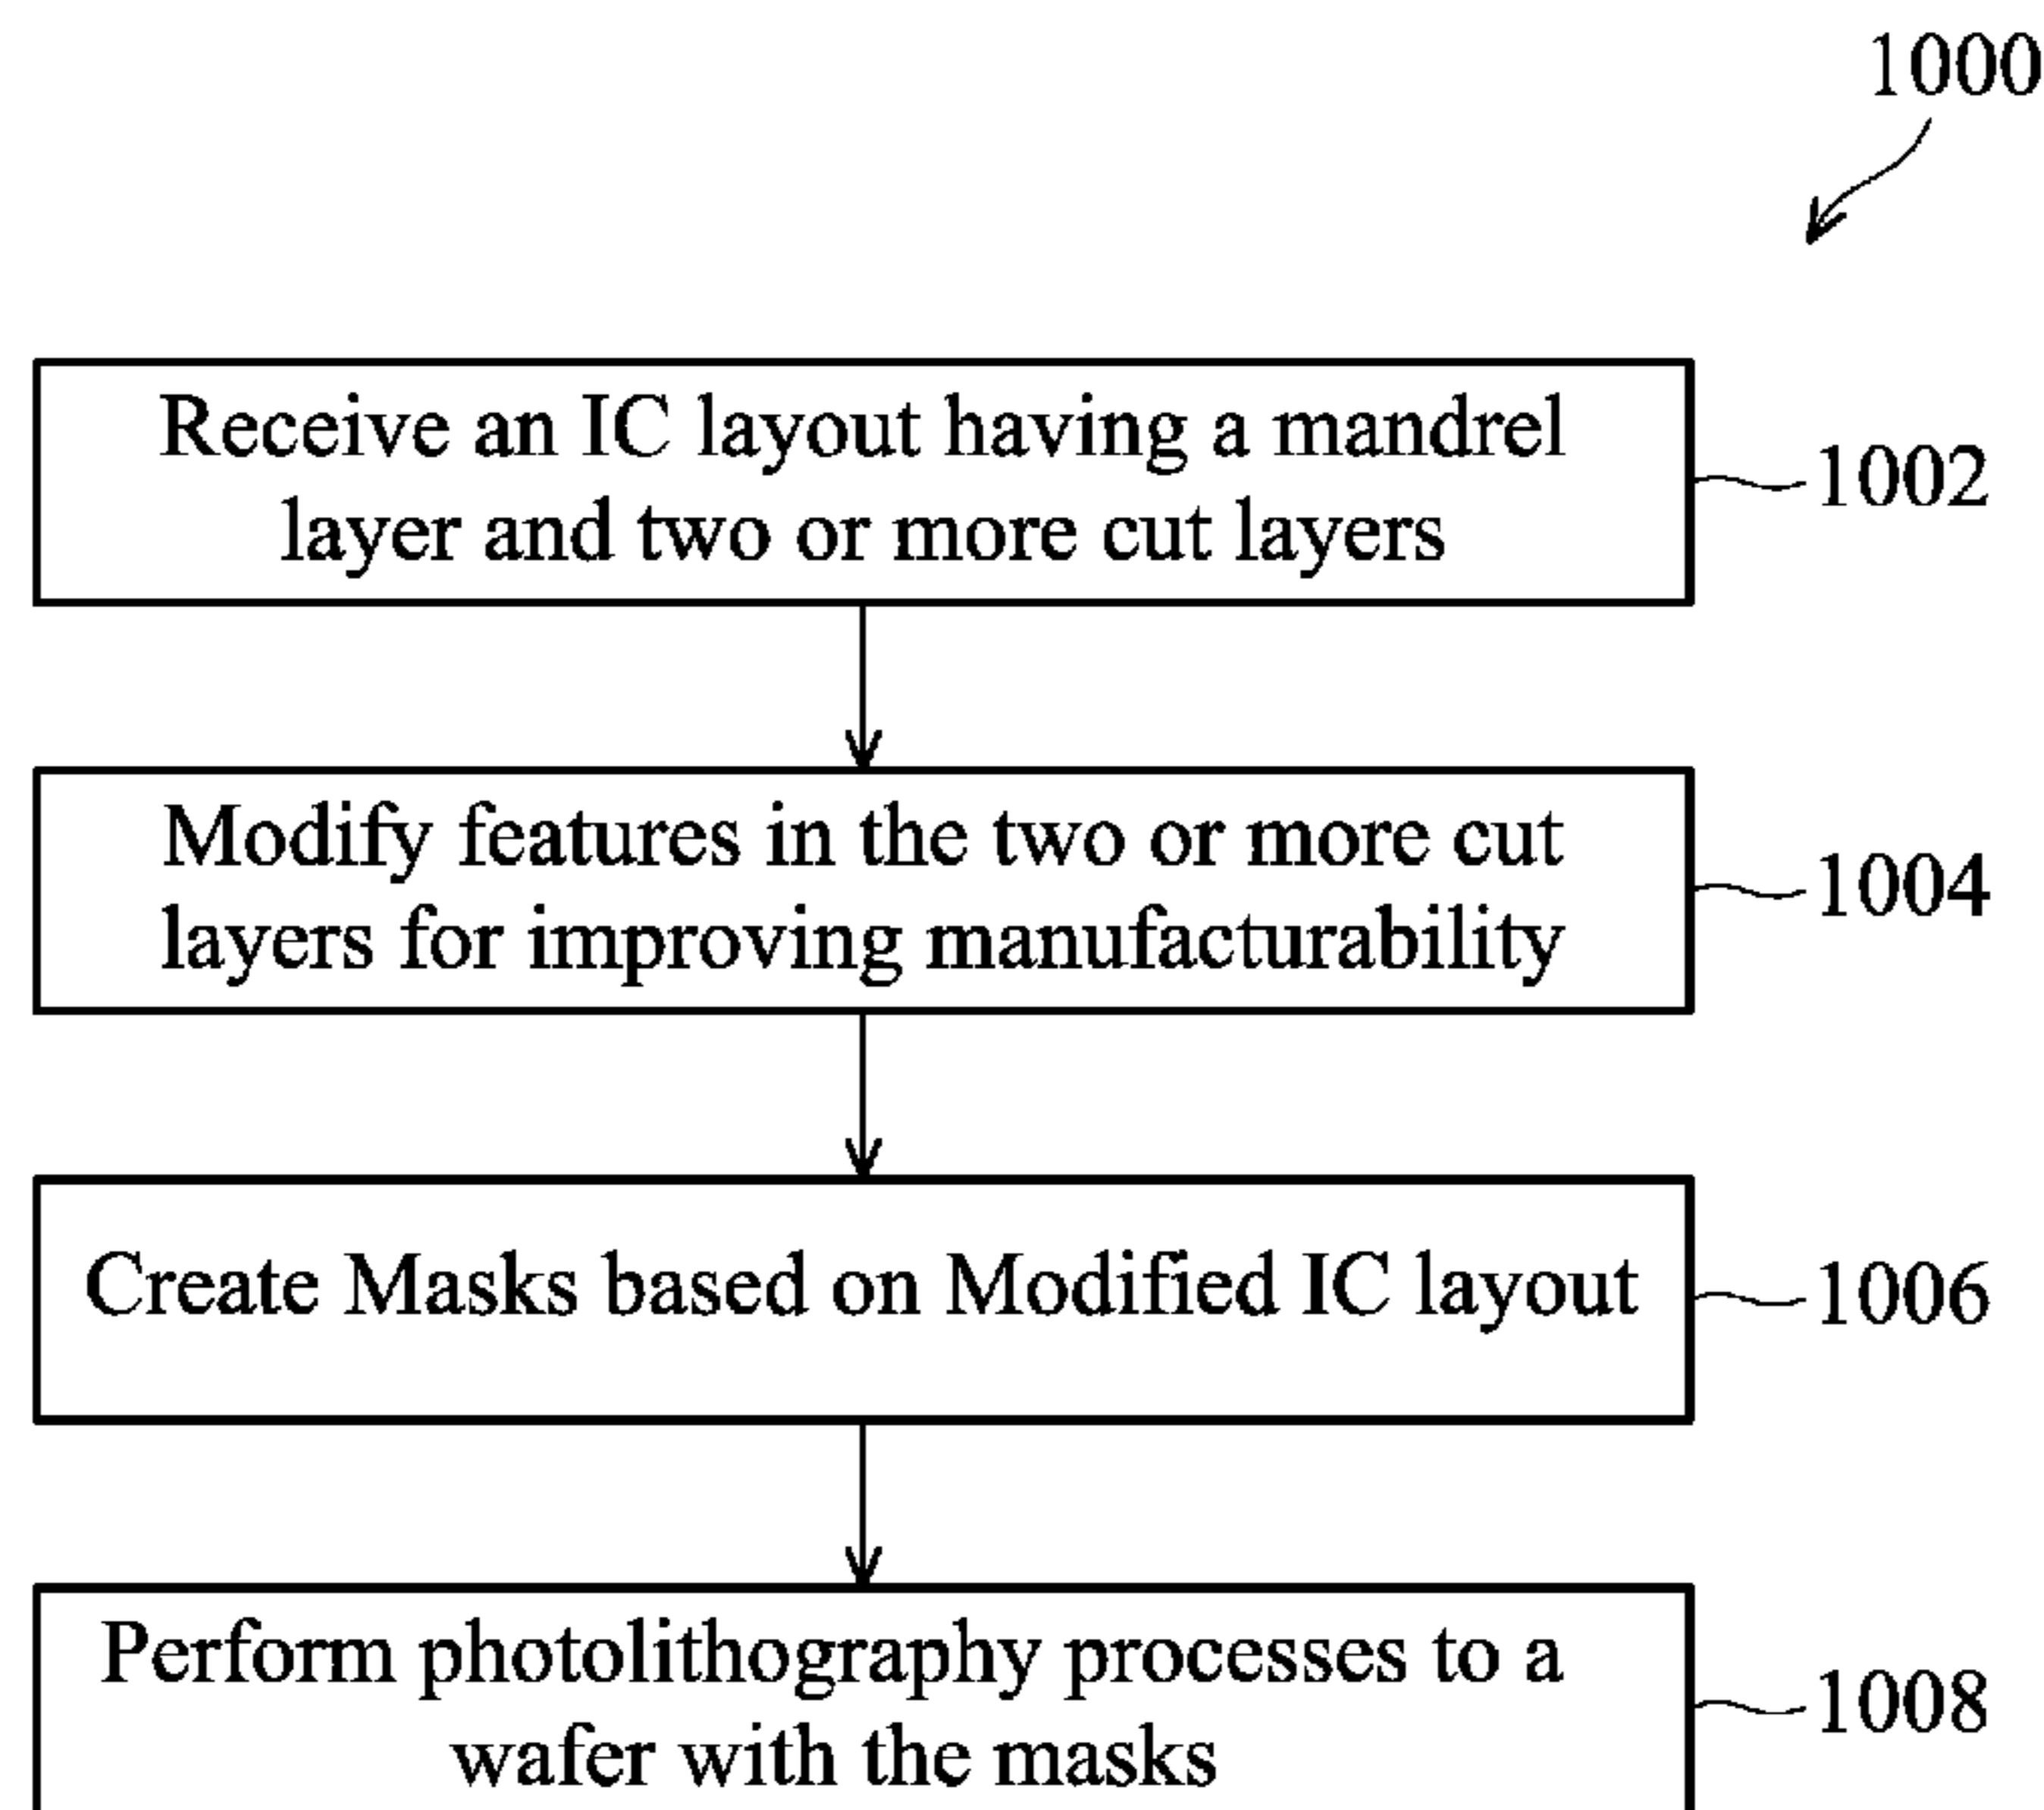 1000
Receive an IC layout having a mandrel
layer and two or more cut layers
1002
Modify features in the two or more cut
layers for improving manufacturability
1004
Create Masks based on Modified IC layout
1006
Perform photolithography processes to a
wafer with the masks
1008